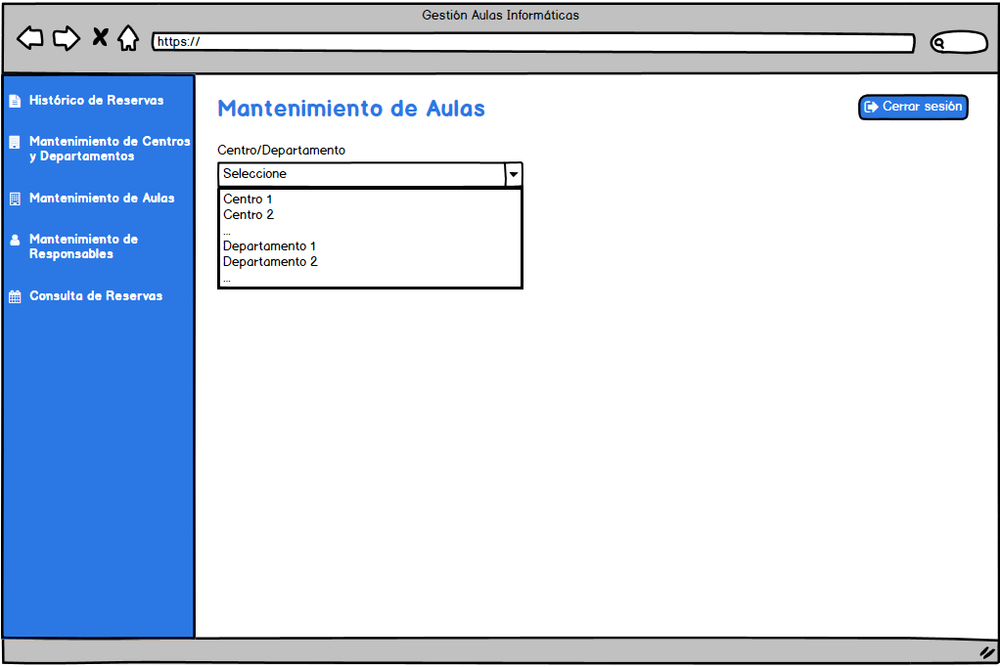 Gestión Aulas Informáticas
https://
Histórico de Reservas
Mantenimiento de Centros
y Departamentos
Mantenimiento de Aulas
Mantenimiento de
Responsables
Consulta de Reservas
Mantenimiento de Aulas
Cerrar sesión
Centro/Departamento
Seleccione
Centro 1
Centro 2
...
Departamento 1
Departamento 2
...